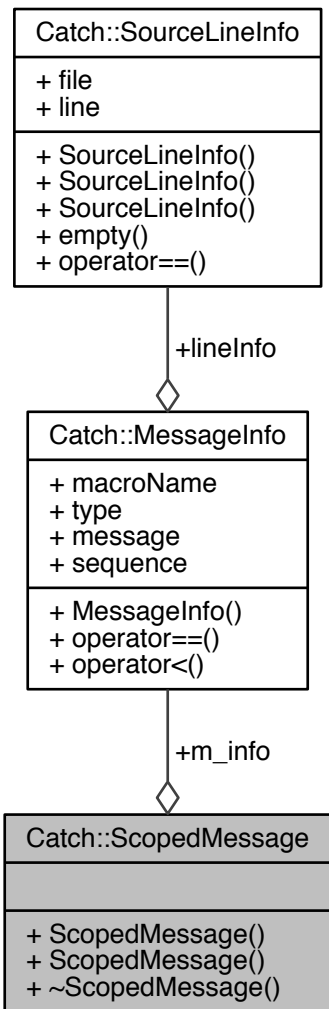 Catch::SourceLineInfo
+ file
+ line
+ SourceLineInfo()
+ SourceLineInfo()
+ SourceLineInfo()
+ empty()
+ operator==()
+lineInfo
Catch::MessageInfo
+ macroName
+ type
+ message
+ sequence
+ MessageInfo()
+ operator==()
+ operator<()
+m_info
Catch::ScopedMessage
+ ScopedMessage()
+ ScopedMessage()
+ ~ScopedMessage()